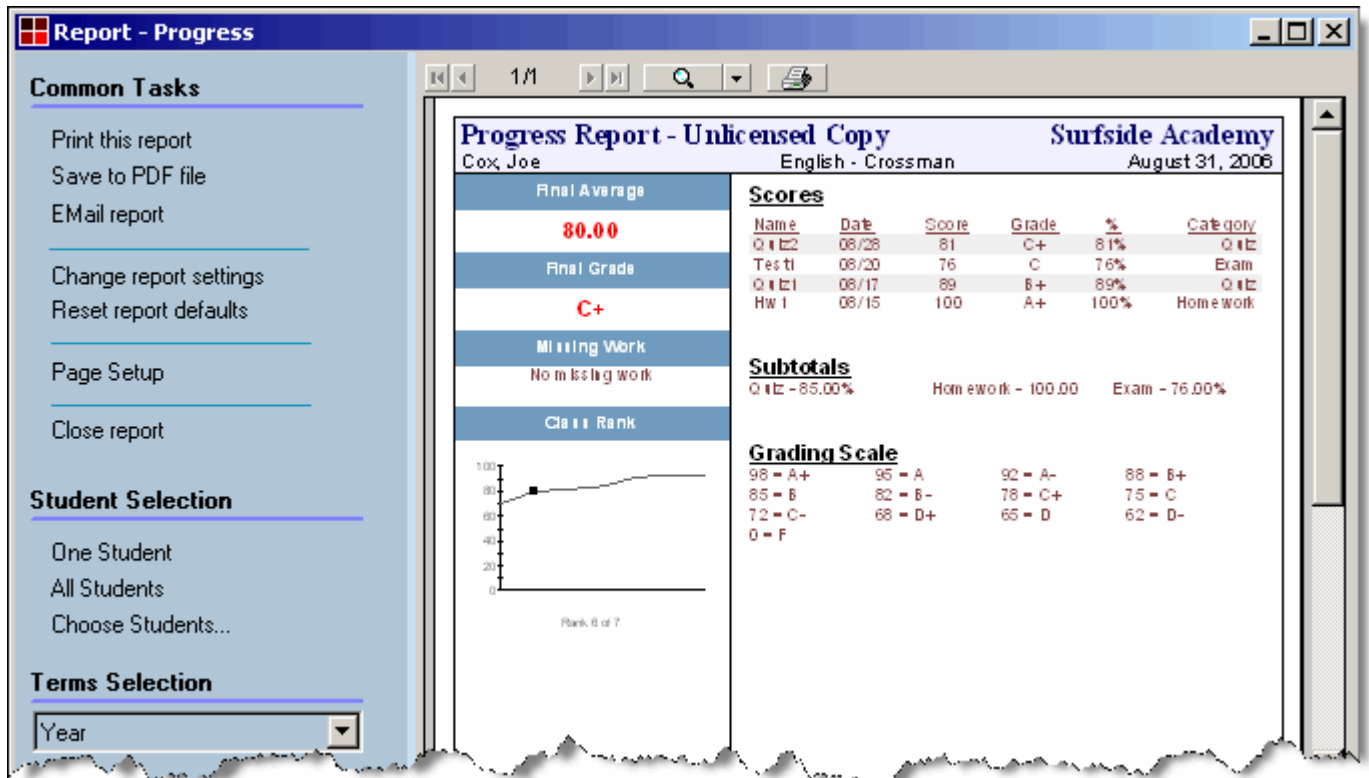 Report - Progress
Common Tasks
Print this report
Save to PDF file
EMail report
Change report settings
Reset report defaults
Page Setup
Close report
Student Selection
One Student
All Students
Choose Students...
Terms Selection
Year
1/1
Progress Report - Unlicensed Copy Surfside Academy
Cox, Joe English - Crossman August 31, 2006
Final Average
80.00
Final Grade
C+
Missing Work
No missing work
Class Rank
100
80
60
40
20
0
Rank 6 of 7
Scores
Name Date Score Grade % Category
Quiz2 08/28 81 C+ 81% Quiz
Test1 08/20 76 C 76% Exam
Quiz1 08/17 89 B+ 89% Quiz
Hw1 08/15 100 A+ 100% Homework
Subtotals
Quiz - 85.00% Homework - 100.00 Exam - 76.00%
Grading Scale
98 = A+ 95 = A 92 = A- 88 = B+
85 = B 82 = B- 78 = C+ 75 = C
72 = C- 68 = D+ 65 = D 62 = D-
0 = F